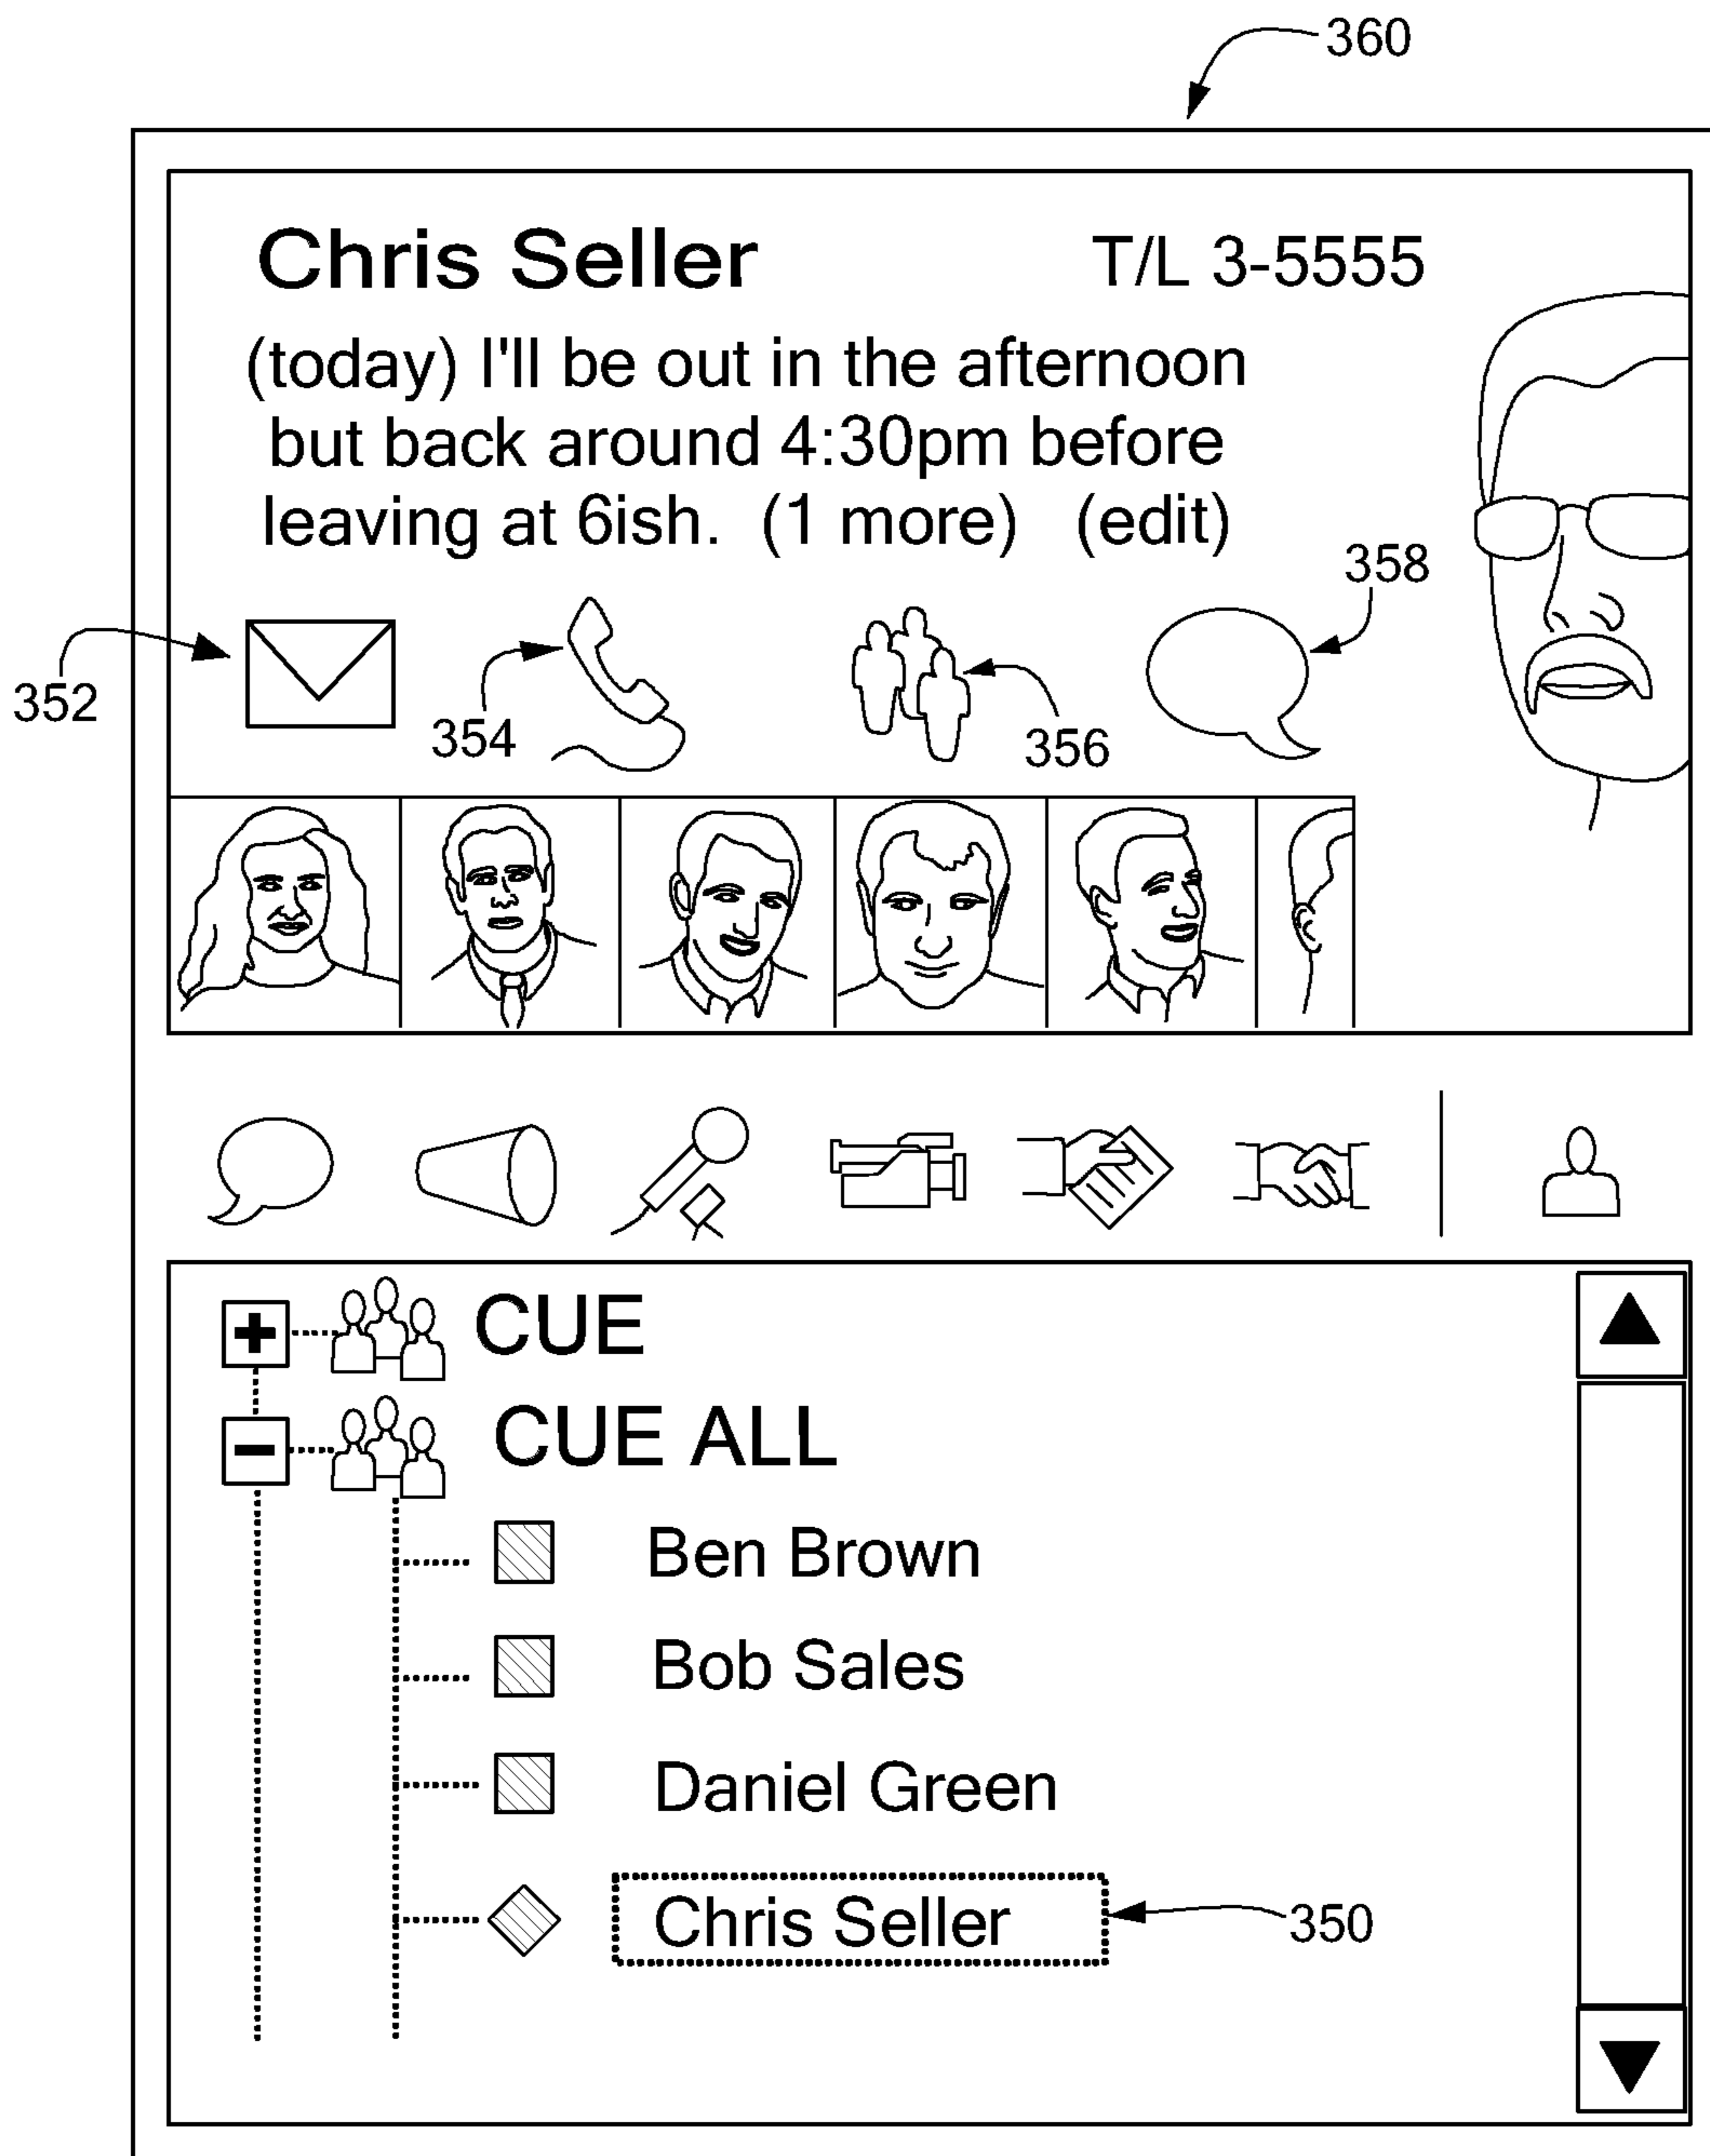 360
Chris Seller T/L 3-5555
(today) I'll be out in the afternoon
but back around 4:30pm before
leaving at 6ish. (1 more) (edit)
358
352
354
356
CUE
CUE ALL
Ben Brown
Bob Sales
Daniel Green
Chris Seller
350